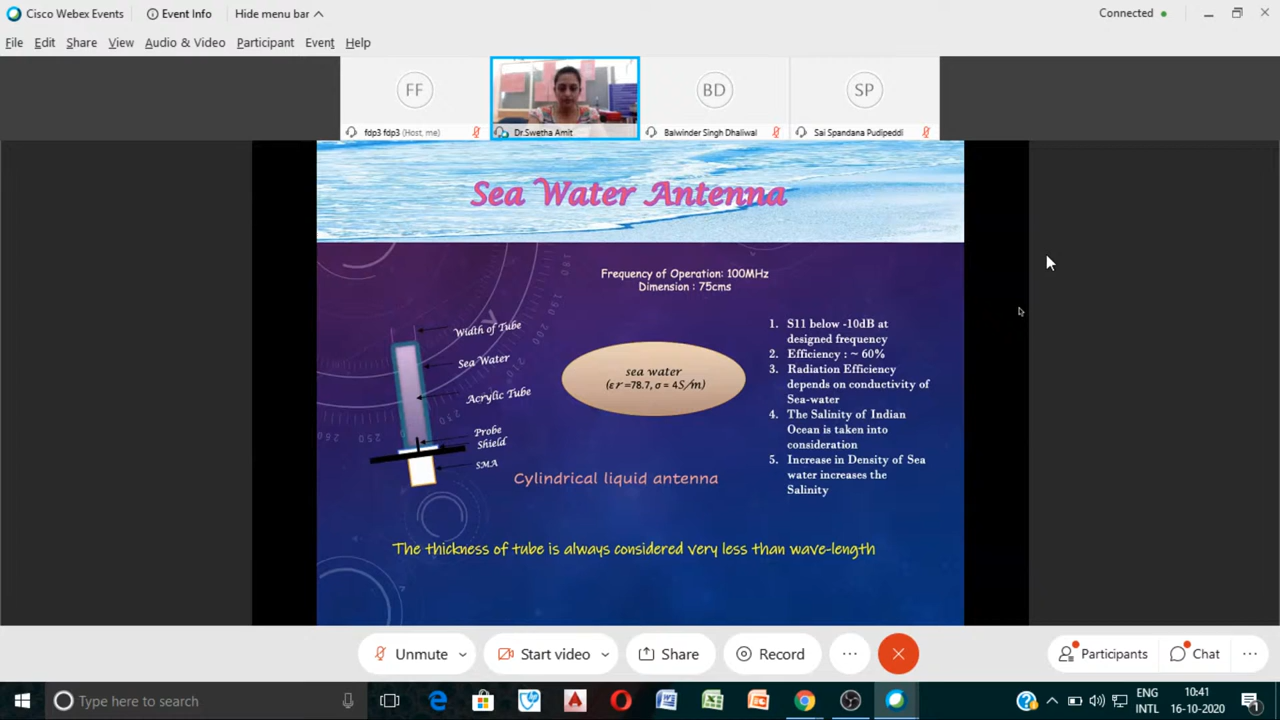 Cisco Webex Events
Event Info
Hide menu bar
Connected
File Edit Share View Audio & Video Participant Event Help
FF
BD
SP
fdp3 fdp3 (Host, me)
Dr.Swetha Amit
Balwinder Singh Dhaliwal
Sai Spandana Pudipeddi
Sea Water Antenna
Frequency of Operation: 100MHz
Dimension : 75cms
Width of Tube
Sea Water
Acrylic Tube
Probe
Shield
SMA
sea water
(εr =78.7, σ = 4S/m)
Cylindrical liquid antenna
1. S11 below -10dB at
designed frequency
2. Efficiency : ~ 60%
3. Radiation Efficiency
depends on conductivity of
Sea-water
4. The Salinity of Indian
Ocean is taken into
consideration
5. Increase in Density of Sea
water increases the
Salinity
The thickness of tube is always considered very less than wave-length
Unmute
Start video
Share
Record
Participants
Chat
Type here to search
ENG
INTL
10:41
16-10-2020